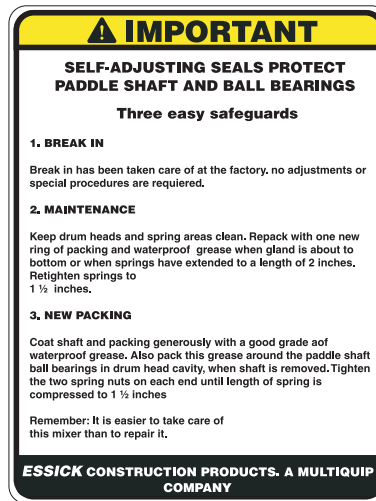 IMPORTANT
SELF-ADJUSTING SEALS PROTECT
PADDLE SHAFT AND BALL BEARINGS
Three easy safeguards
1. BREAK IN
Break in has been taken care of at the factory. no adjustments or
special procedures are requiered.
2. MAINTENANCE
Keep drum heads and spring areas clean. Repack with one new
ring of packing and waterproof grease when gland is about to
bottom or when springs have extended to a length of 2 inches.
Retighten springs to
1 ½ inches.
3. NEW PACKING
Coat shaft and packing generously with a good grade aof
waterproof grease. Also pack this grease around the paddle shaft
ball bearings in drum head cavity, when shaft is removed. Tighten
the two spring nuts on each end until length of spring is
compressed to 1 ½ inches
Remember: It is easier to take care of
this mixer than to repair it.
ESSICK CONSTRUCTION PRODUCTS. A MULTIQUIP
COMPANY